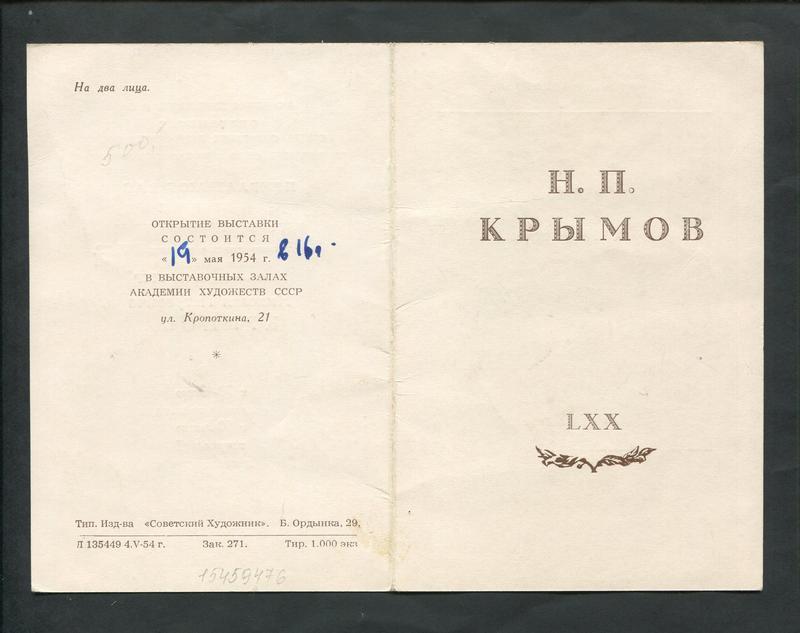 На два лица.
500
ОТКРЫТИЕ ВЫСТАВКИ
СОСТОИТСЯ
«19» мая 1954 г. в 16ч.
В ВЫСТАВОЧНЫХ ЗАЛАХ
АКАДЕМИИ ХУДОЖЕСТВ СССР
ул. Кропоткина, 21
*
Тип. Изд-ва «Советский Художник». Б. Ордынка, 29.
Л 135449 4.V-54 г. Зак. 271. Тир. 1.000 экз
15459476
Н. П.
КРЫМОВ
LXX